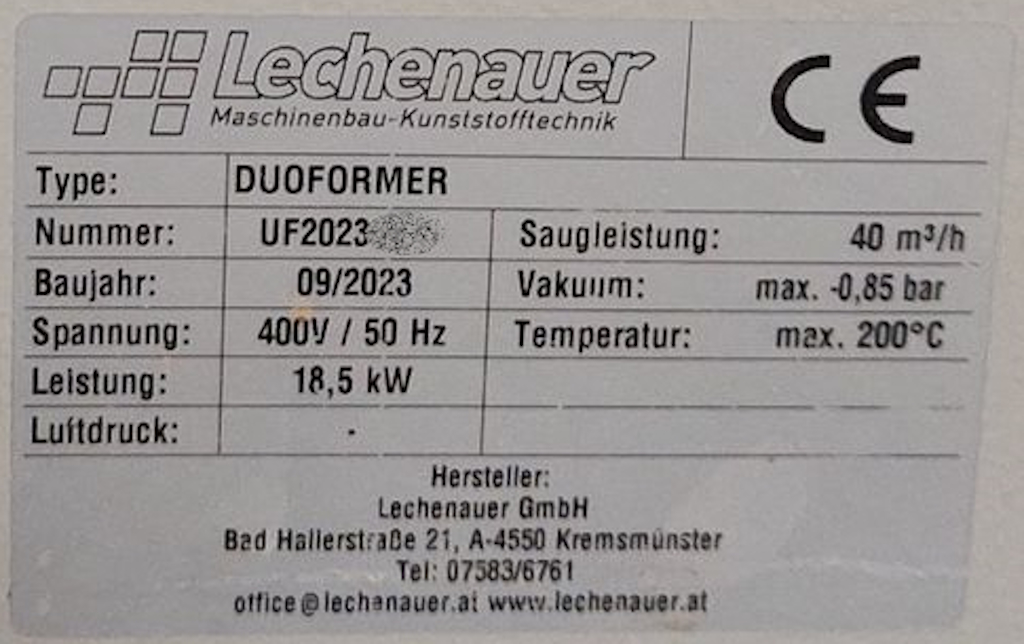 Lechenauer
Maschinenbau-Kunststofftechnik
CE
Type: DUOFORMER
Nummer: UF2023 Saugleistung: 40 m³/h
Baujahr: 09/2023 Vakuum: max. -0,85 bar
Spannung: 400V / 50 Hz Temperatur: max. 200°C
Leistung: 18,5 kW
Luftdruck: -
Hersteller:
Lechenauer GmbH
Bad Hallerstraße 21, A-4550 Kremsmünster
Tel: 07583/6761
office@lechenauer.at www.lechenauer.at